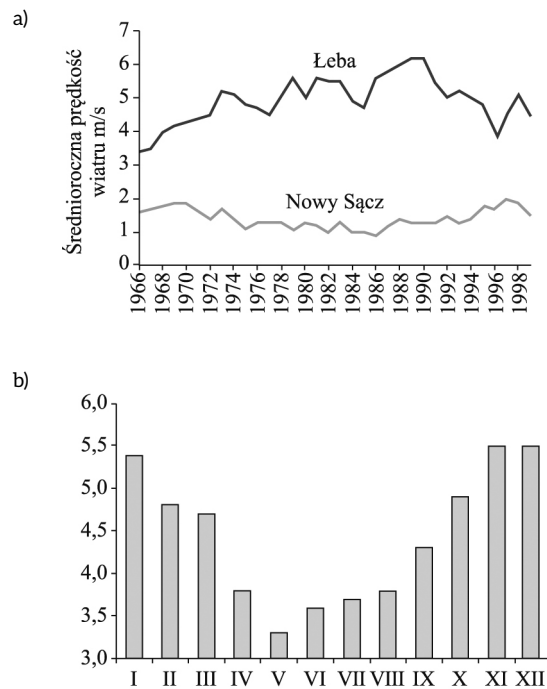 a)
Średnioroczna prędkość
wiatru m/s
7
6
5
4
3
2
1
0
Łeba
Nowy Sącz
1966 1968 1970 1972 1974 1976 1978 1980 1982 1984 1986 1988 1990 1992 1994 1996 1998
b)
6,0
5,5
5,0
4,5
4,0
3,5
3,0
I II III IV V VI VII VIII IX X XI XII